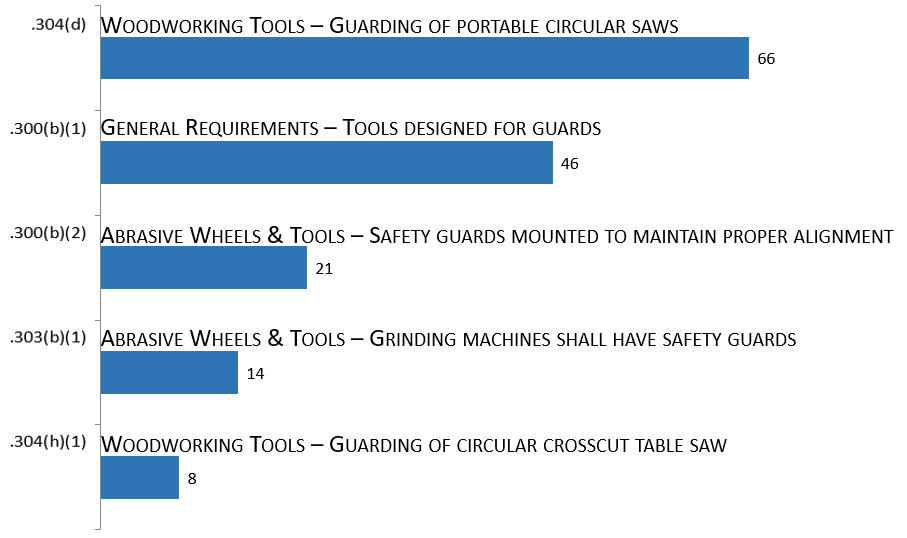 .304(d) Woodworking Tools – Guarding of portable circular saws
66
.300(b)(1) General Requirements – Tools designed for guards
46
.300(b)(2) Abrasive Wheels & Tools – Safety guards mounted to maintain proper alignment
21
.303(b)(1) Abrasive Wheels & Tools – Grinding machines shall have safety guards
14
.304(h)(1) Woodworking Tools – Guarding of circular crosscut table saw
8